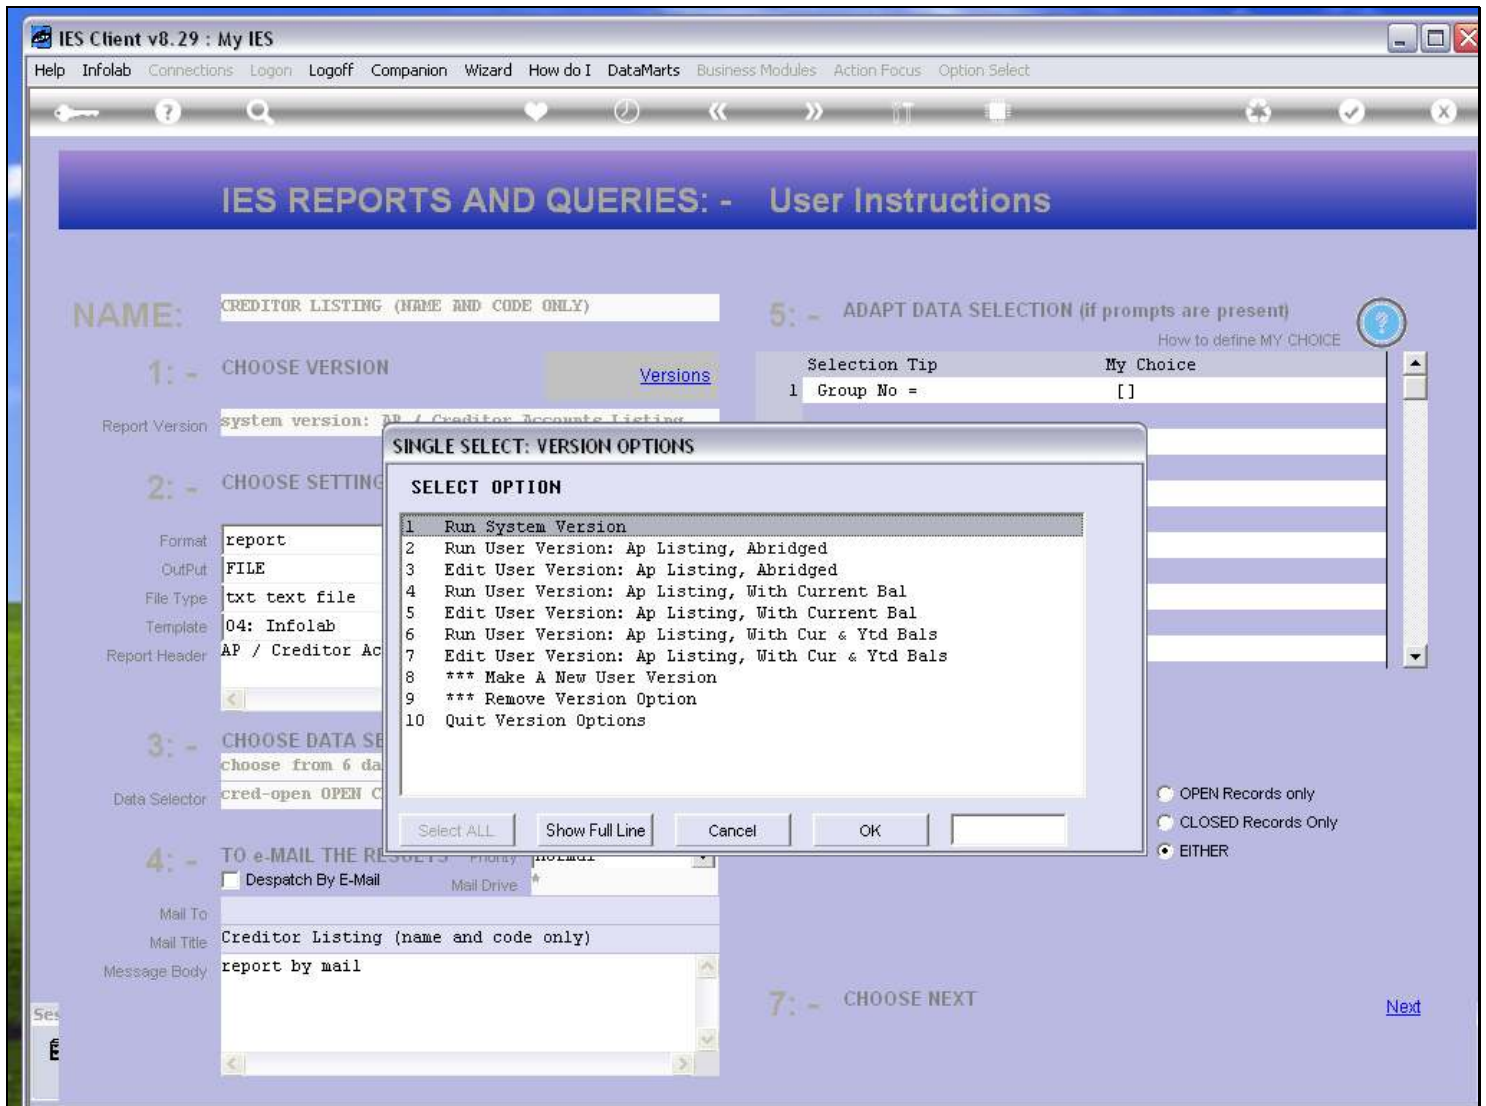 IES Client v8.29 : My IES
Help Infolab Connections Logon Logoff Companion Wizard How do I DataMarts Business Modules Action Focus Option Select
IES REPORTS AND QUERIES: - User Instructions
NAME: CREDITOR LISTING (NAME AND CODE ONLY)
5: - ADAPT DATA SELECTION (if prompts are present)
How to define MY CHOICE
1: - CHOOSE VERSION
Versions
Selection Tip My Choice
1 Group No = []
Report Version system version: AP / Creditor Accounts Listing
SINGLE SELECT: VERSION OPTIONS
2: - CHOOSE SETTING
SELECT OPTION
1 Run System Version
2 Run User Version: Ap Listing, Abridged
3 Edit User Version: Ap Listing, Abridged
4 Run User Version: Ap Listing, With Current Bal
5 Edit User Version: Ap Listing, With Current Bal
6 Run User Version: Ap Listing, With Cur & Ytd Bals
7 Edit User Version: Ap Listing, With Cur & Ytd Bals
8 *** Make A New User Version
9 *** Remove Version Option
10 Quit Version Options
Select ALL Show Full Line Cancel OK
Format report
OutPut FILE
File Type txt text file
Template 04: Infolab
Report Header AP / Creditor Ac
3: - CHOOSE DATA SE
choose from 6 da
Data Selector cred-open OPEN C
OPEN Records only
CLOSED Records Only
EITHER
4: - TO e-MAIL THE RESULTS Priority normal
Despatch By E-Mail Mail Drive *
Mail To
Mail Title Creditor Listing (name and code only)
Message Body report by mail
7: - CHOOSE NEXT
Next
Ses